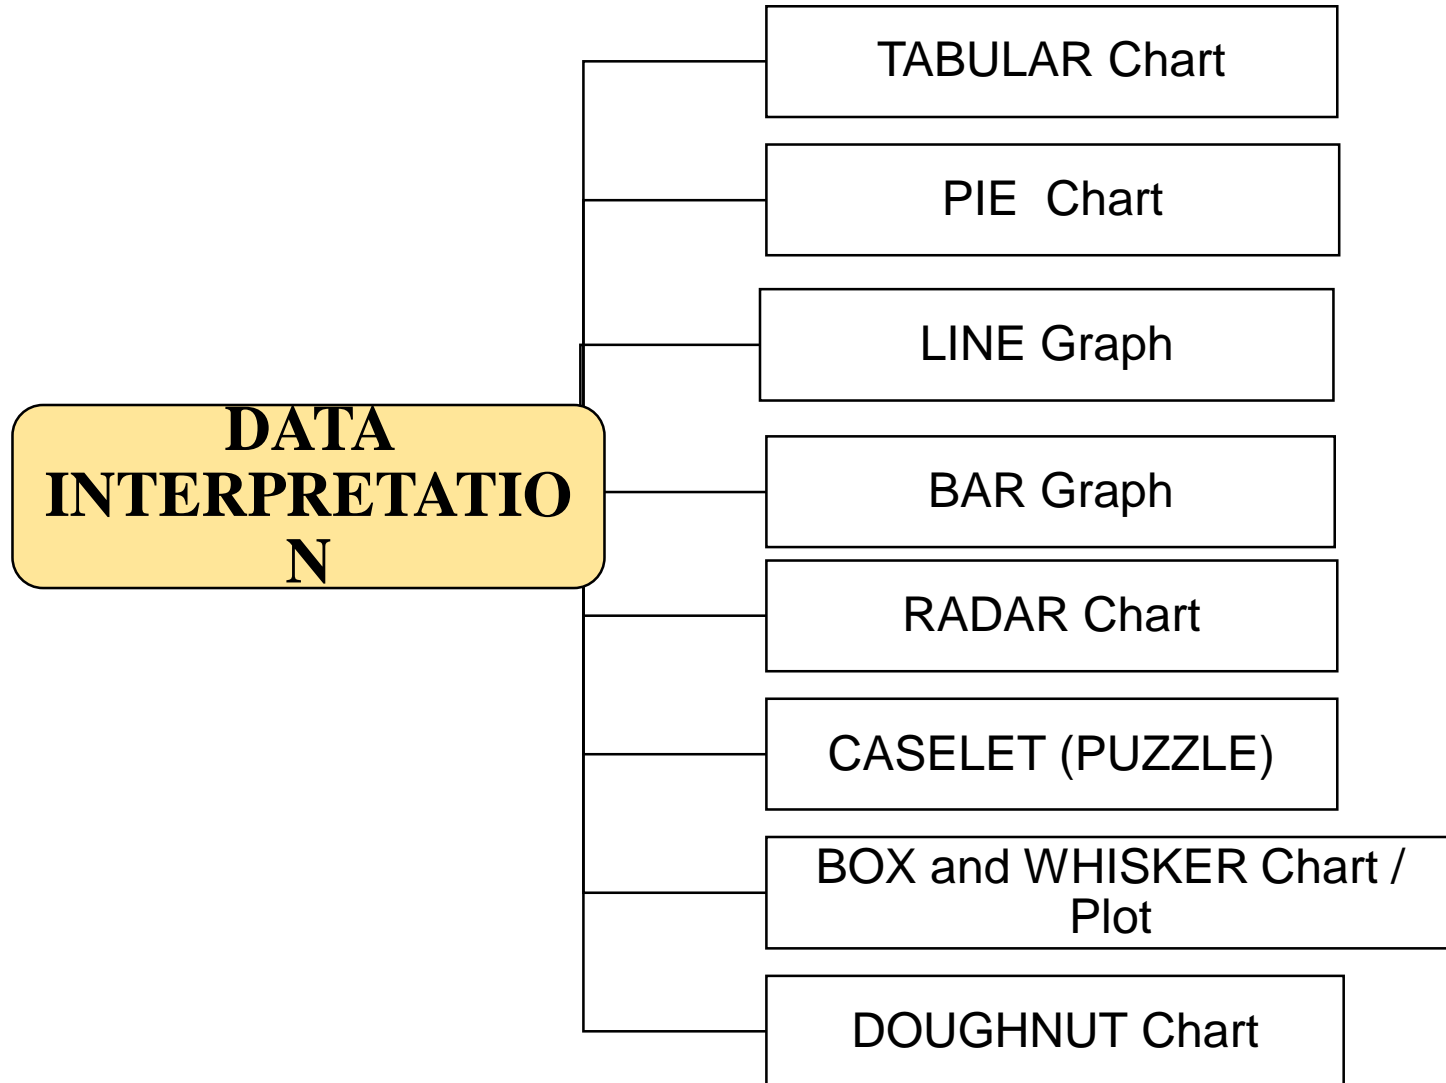 TABULAR Chart
PIE  Chart
LINE Graph
DATA
INTERPRETATIO
N
BAR Graph
RADAR Chart
CASELET (PUZZLE)
BOX and WHISKER Chart /
Plot
DOUGHNUT Chart